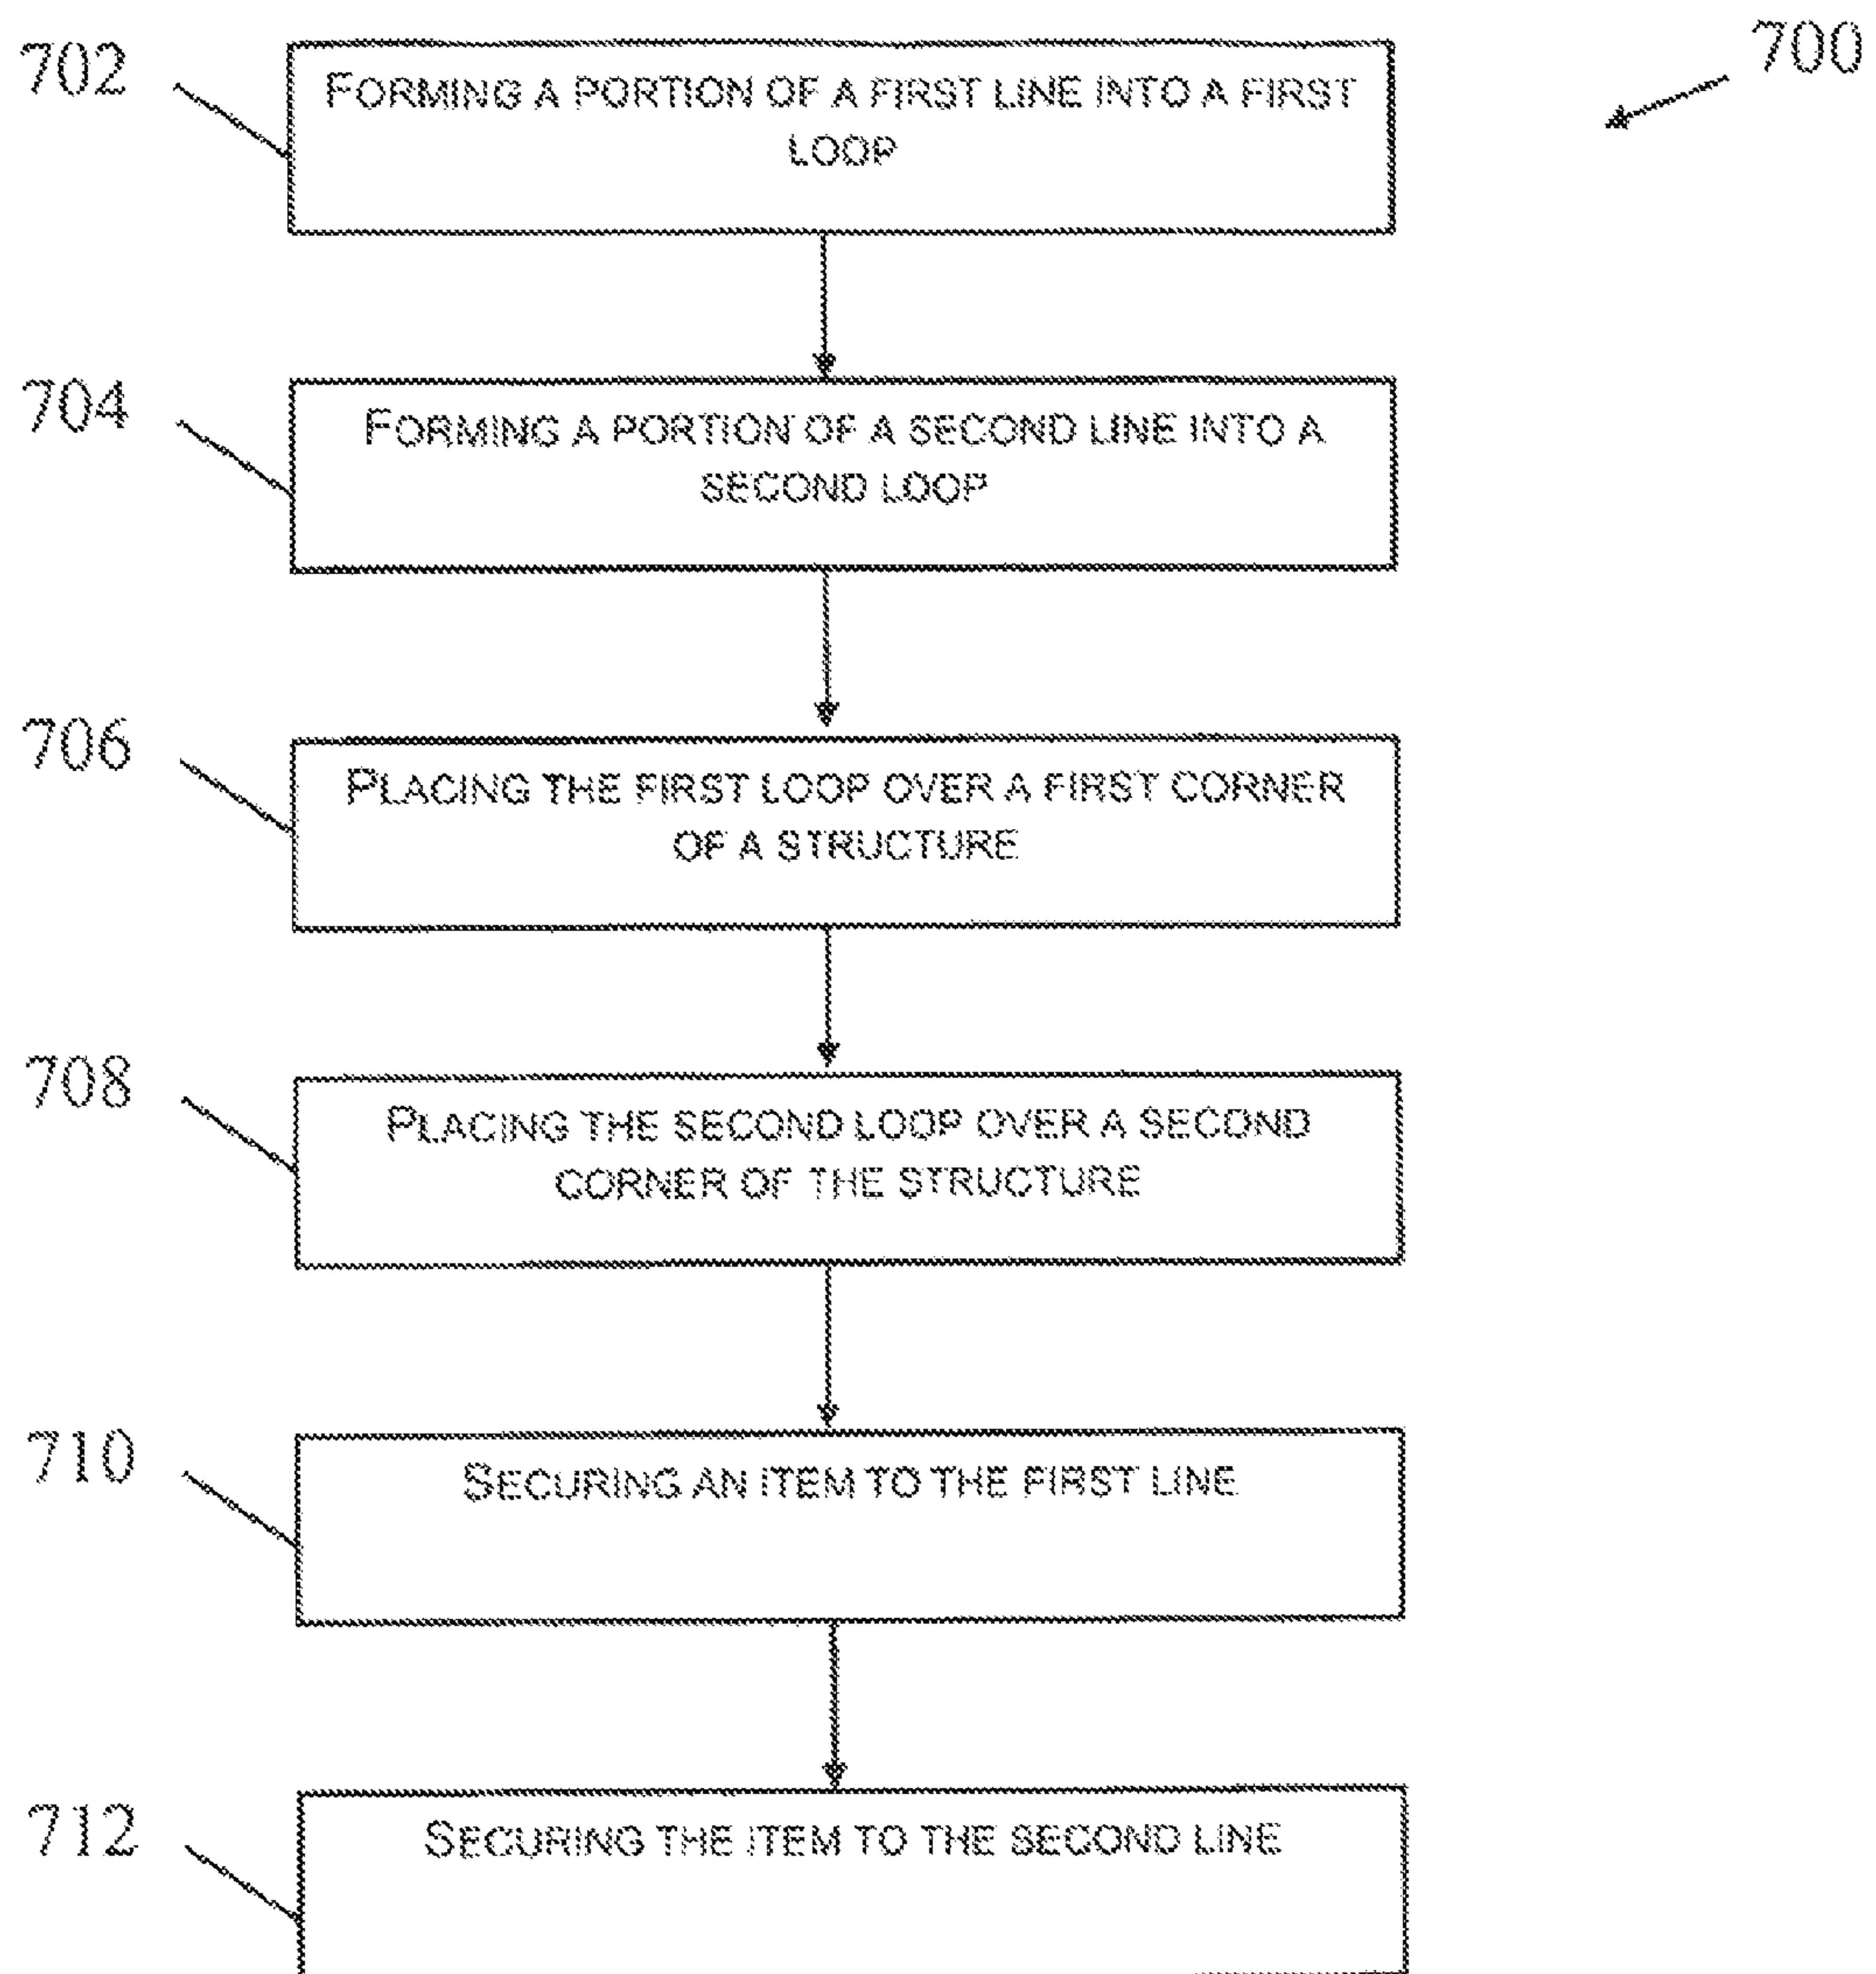 700
702
FORMING A PORTION OF A FIRST LINE INTO A FIRST
LOOP
704
FORMING A PORTION OF A SECOND LINE INTO A
SECOND LOOP
706
PLACING THE FIRST LOOP OVER A FIRST CORNER
OF A STRUCTURE
708
PLACING THE SECOND LOOP OVER A SECOND
CORNER OF THE STRUCTURE
710
SECURING AN ITEM TO THE FIRST LINE
712
SECURING THE ITEM TO THE SECOND LINE